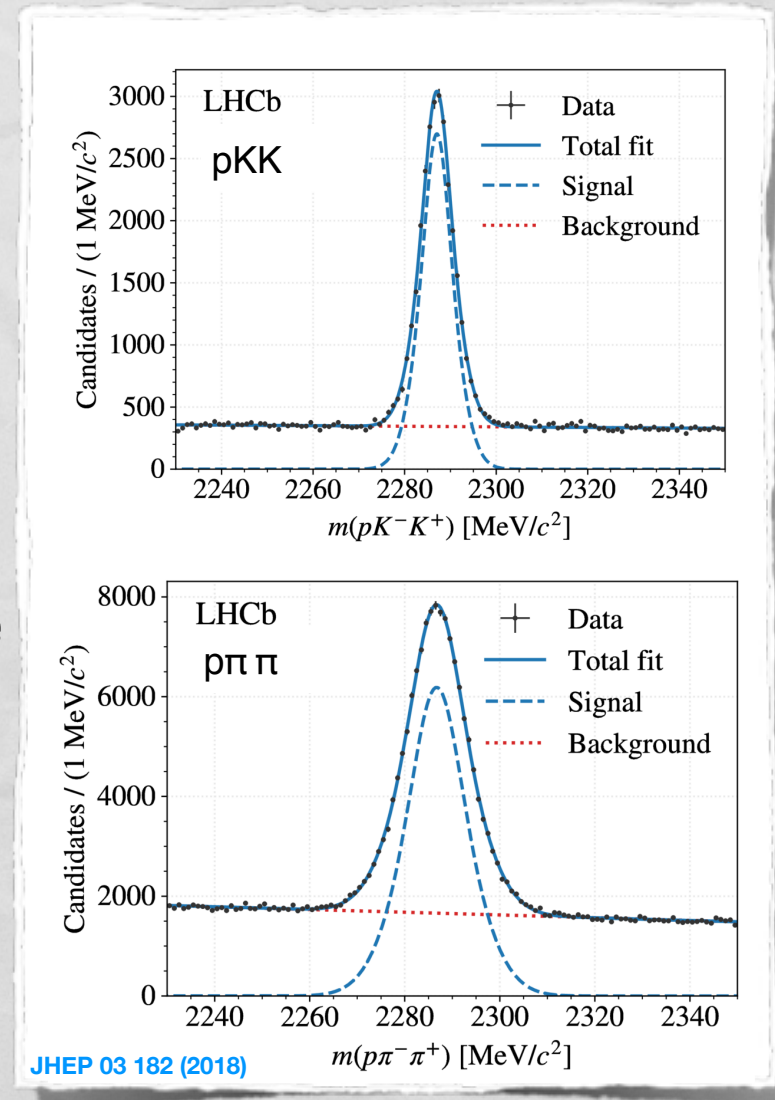 LHCb
pKK
Data
Total fit
Signal
Background
3000
2500
2000
1500
1000
500
0
Candidates / (1 MeV/c²)
2240 2260 2280 2300 2320 2340
m(pK⁻K⁺) [MeV/c²]
LHCb
pπ π
Data
Total fit
Signal
Background
8000
6000
4000
2000
0
Candidates / (1 MeV/c²)
2240 2260 2280 2300 2320 2340
m(pπ⁻π⁺) [MeV/c²]
JHEP 03 182 (2018)